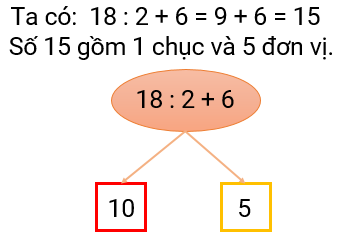 Ta có: 18 : 2 + 6 = 9 + 6 = 15
Số 15 gồm 1 chục và 5 đơn vị.
18 : 2 + 6
10 5